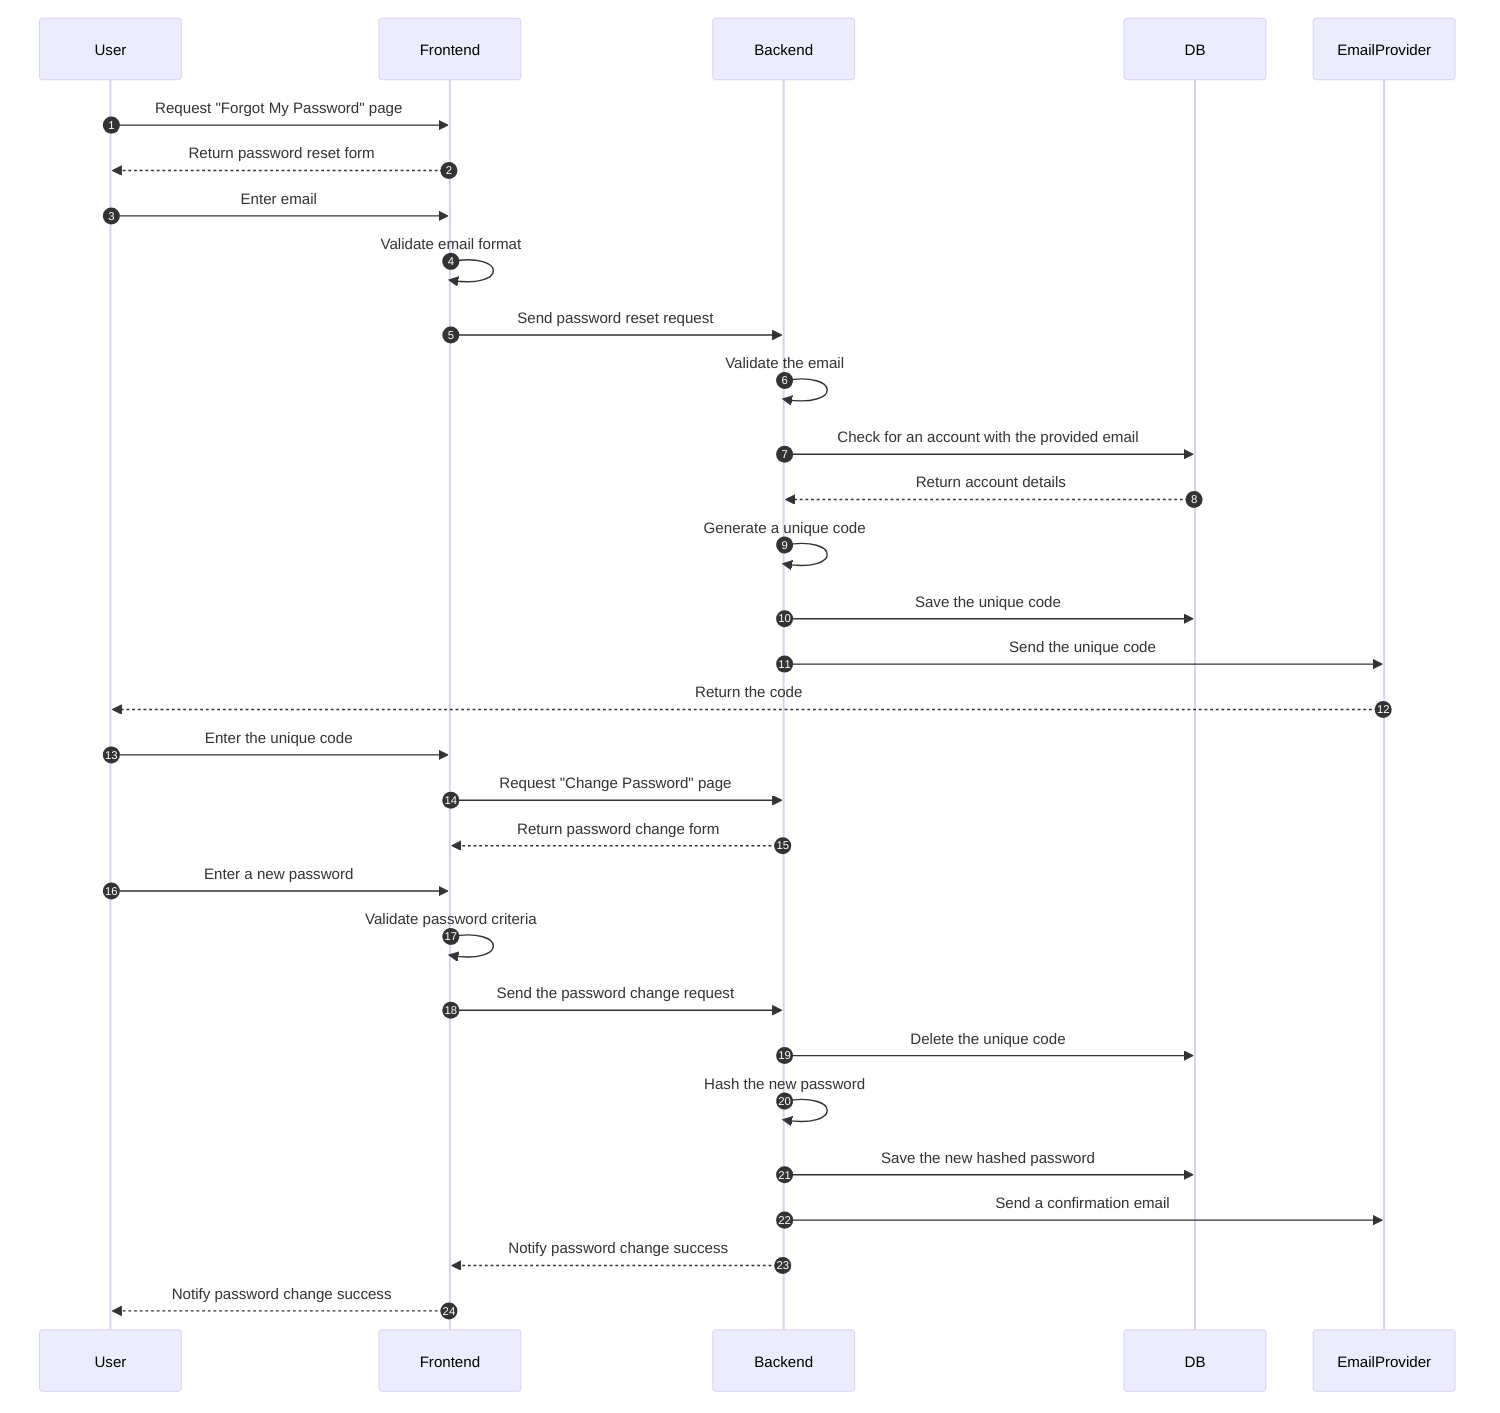 User
Frontend
Backend
DB
EmailProvider
Request "Forgot My Password" page
1
Return password reset form
2
Enter email
3
Validate email format
4
Send password reset request
5
Validate the email
6
Check for an account with the provided email
7
Return account details
8
Generate a unique code
9
Save the unique code
10
Send the unique code
11
Return the code
12
Enter the unique code
13
Request "Change Password" page
14
Return password change form
15
Enter a new password
16
Validate password criteria
17
Send the password change request
18
Delete the unique code
19
Hash the new password
20
Save the new hashed password
21
Send a confirmation email
22
Notify password change success
23
Notify password change success
24
User
Frontend
Backend
DB
EmailProvider